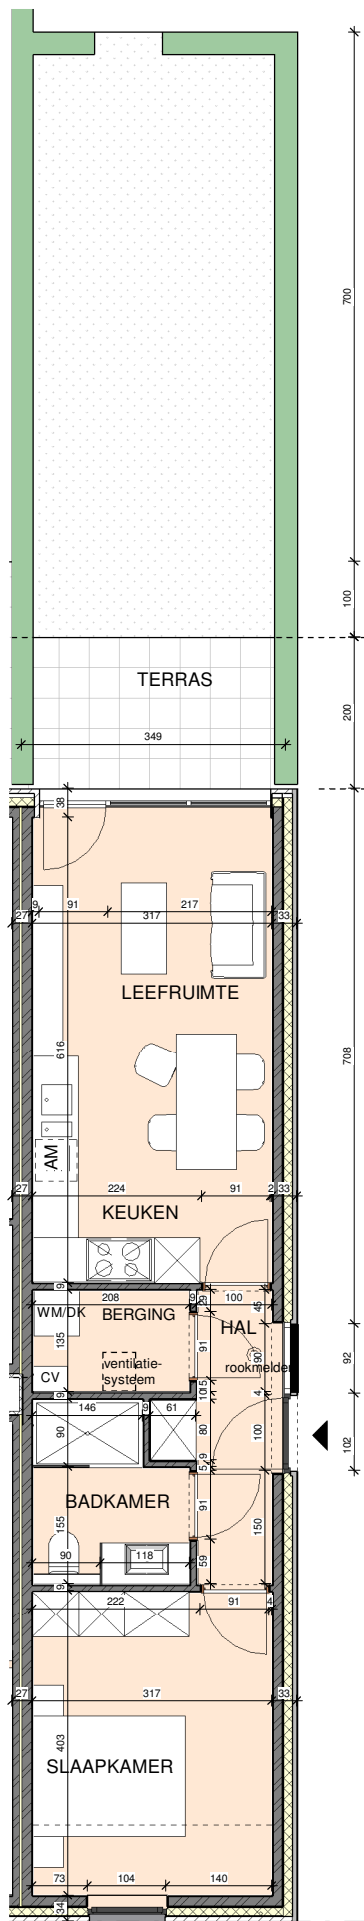 700
100
TERRAS
200
349
38
9 91 217
27 317 33
LEEFRUIMTE
616
708
AM
27 224 91 2 33
KEUKEN
9 208 9 29 100 45
WM/DK BERGING HAL
135 91 90 92
ventilatie-
systeem
rookmelder
CV
9 15 4
146 9 61 10
90 80 100 102
9
5
BADKAMER
155 91 150
90 118 59
9
222 91 4
27 317 33
403
SLAAPKAMER
73 104 140
34